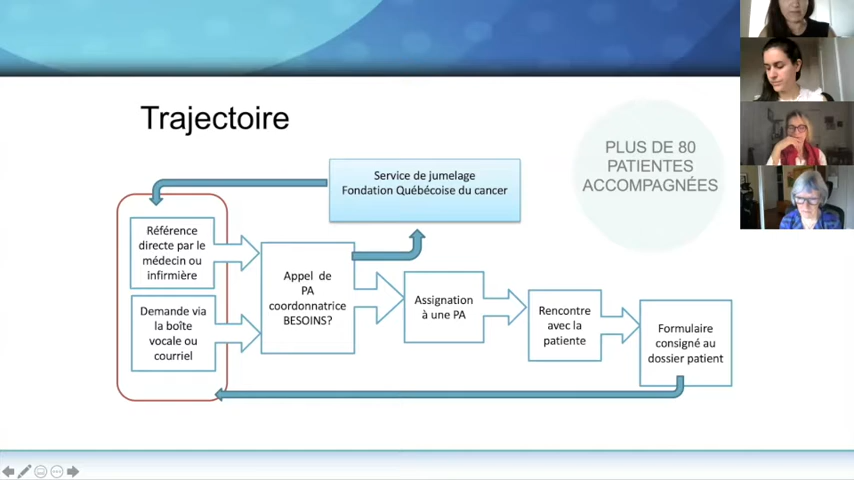 Trajectoire
PLUS DE 80
PATIENTES
ACCOMPAGNÉES
Service de jumelage
Fondation Québécoise du cancer
Référence
directe par le
médecin ou
infirmière
Demande via
la boîte
vocale ou
courriel
Appel de
PA
coordonnatrice
BESOINS?
Assignation
à une PA
Rencontre
avec la
patiente
Formulaire
consigné au
dossier patient